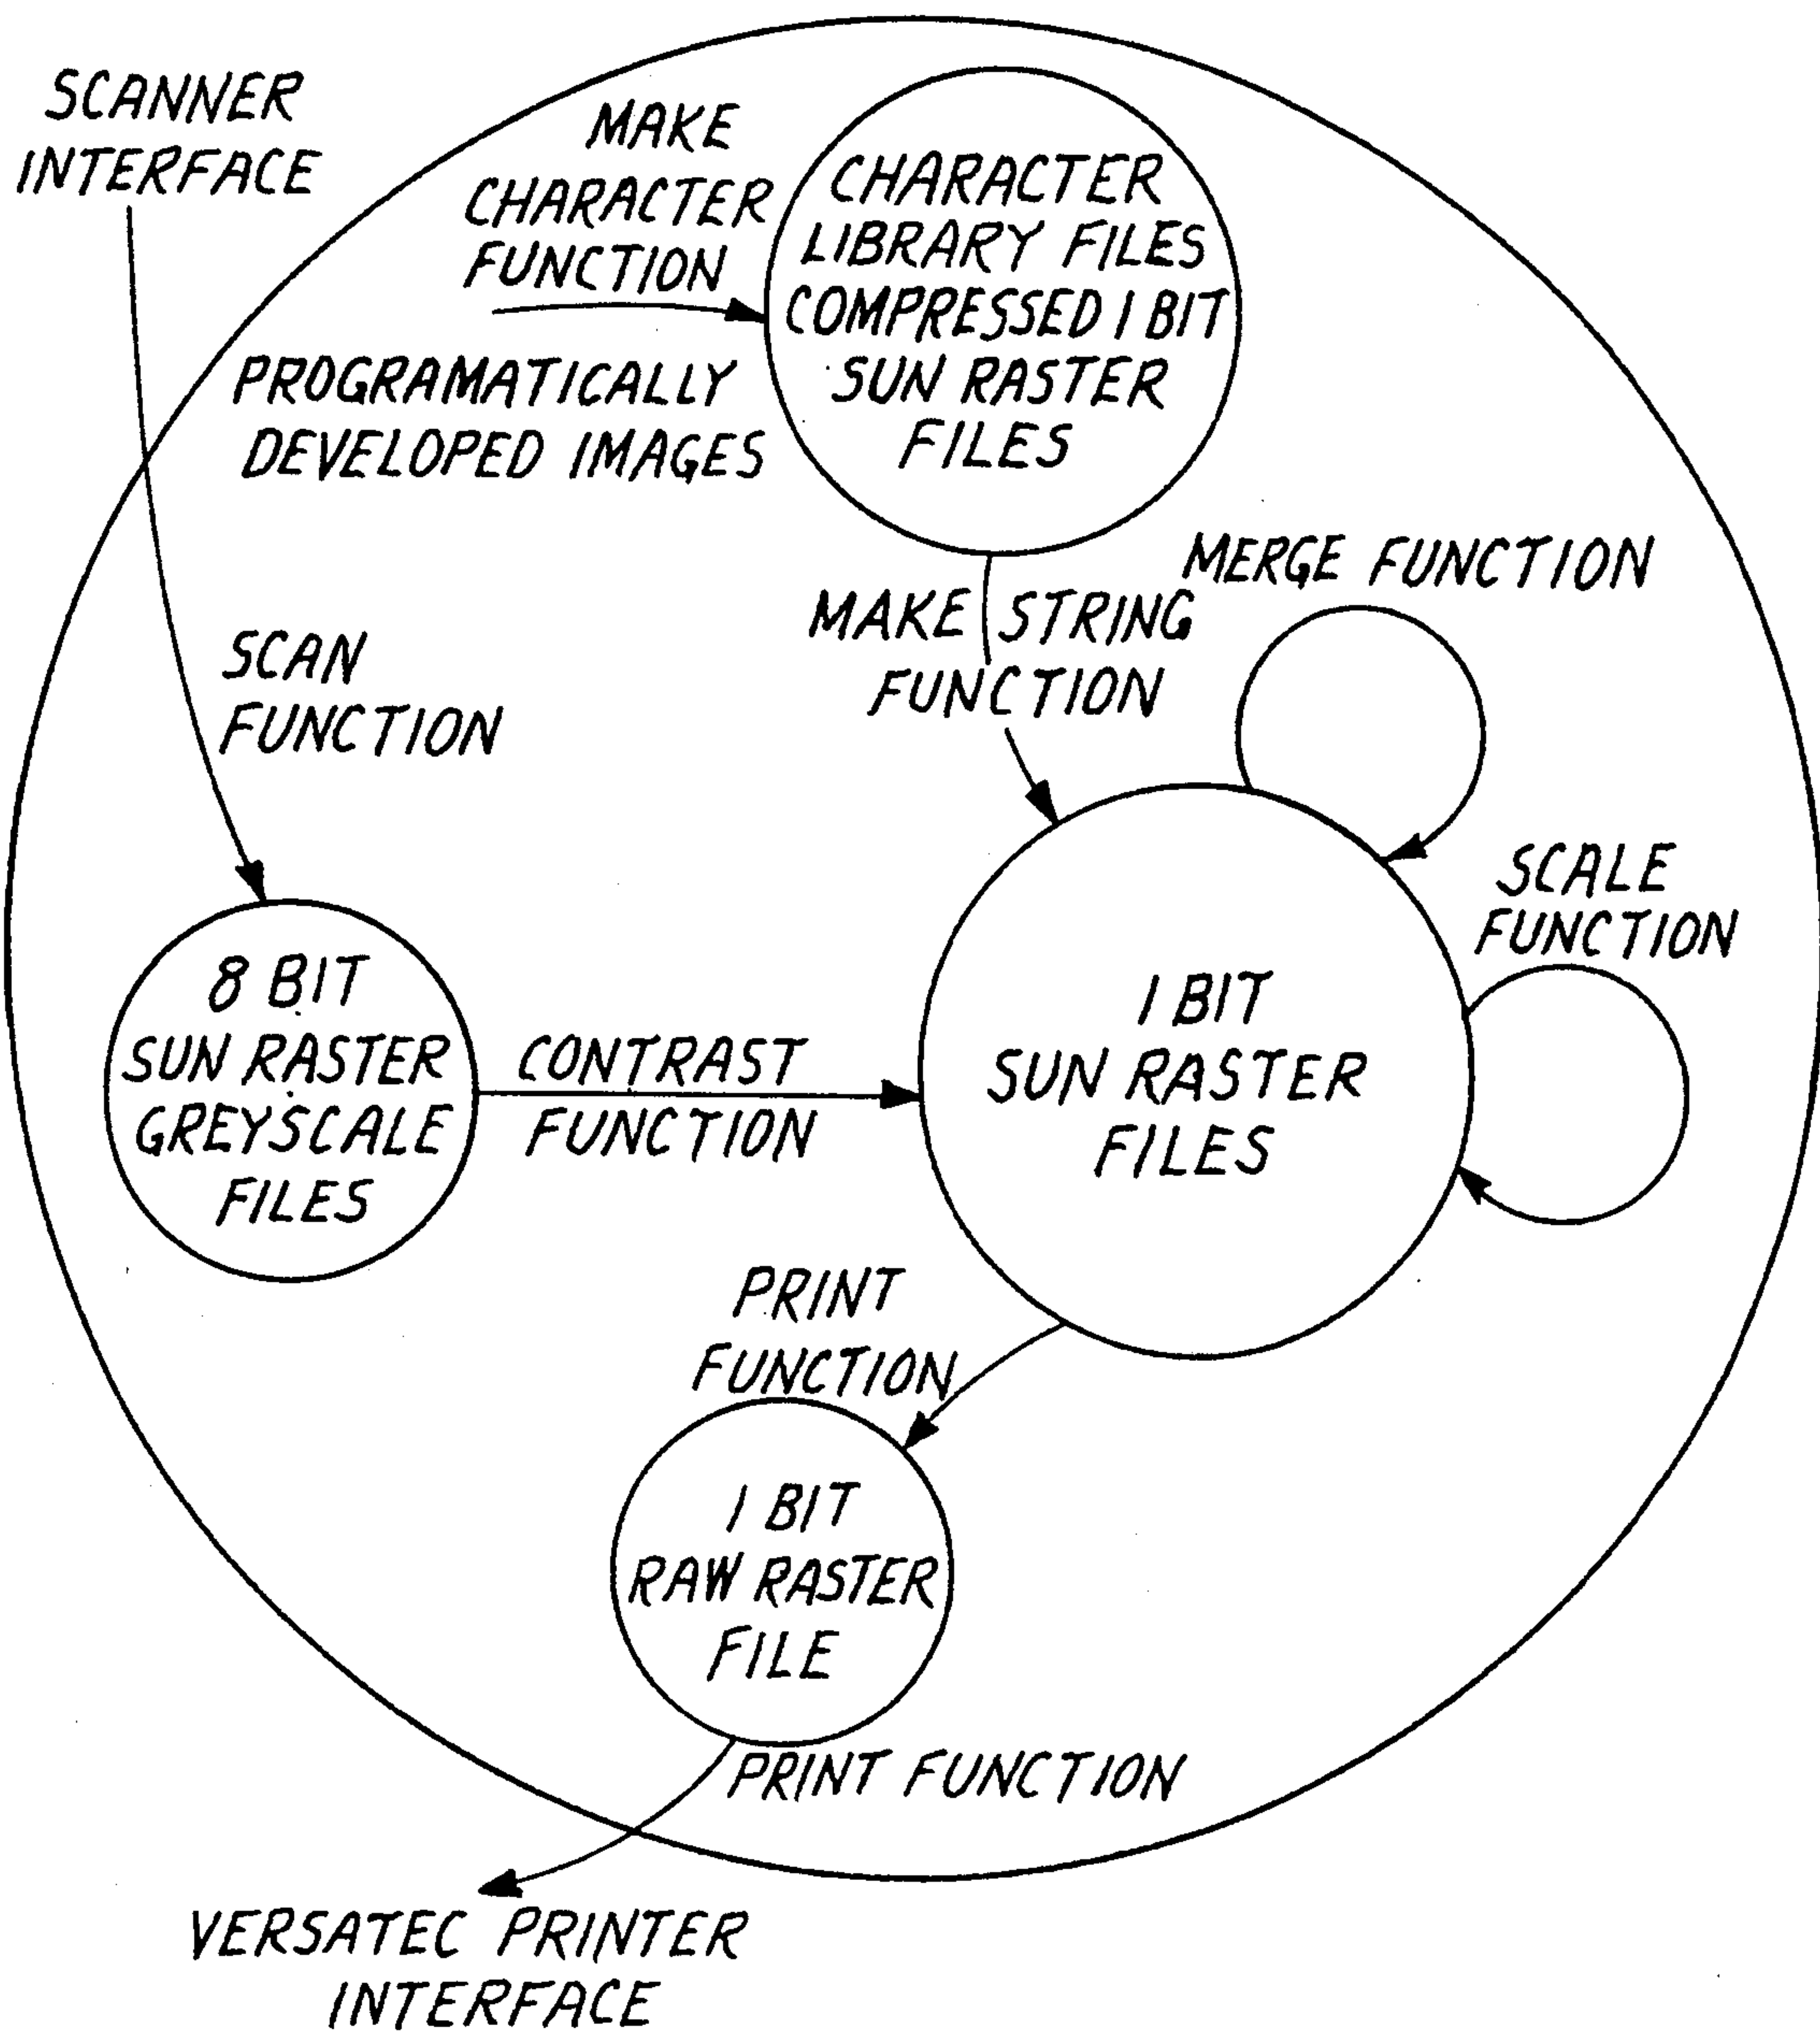 SCANNER
INTERFACE
MAKE
CHARACTER
FUNCTION
PROGRAMATICALLY
DEVELOPED IMAGES
CHARACTER
LIBRARY FILES
COMPRESSED 1 BIT
SUN RASTER
FILES
MERGE FUNCTION
MAKE STRING
FUNCTION
SCAN
FUNCTION
SCALE
FUNCTION
8 BIT
SUN RASTER
GREYSCALE
FILES
CONTRAST
FUNCTION
1 BIT
SUN RASTER
FILES
PRINT
FUNCTION
1 BIT
RAW RASTER
FILE
PRINT FUNCTION
VERSATEC PRINTER
INTERFACE